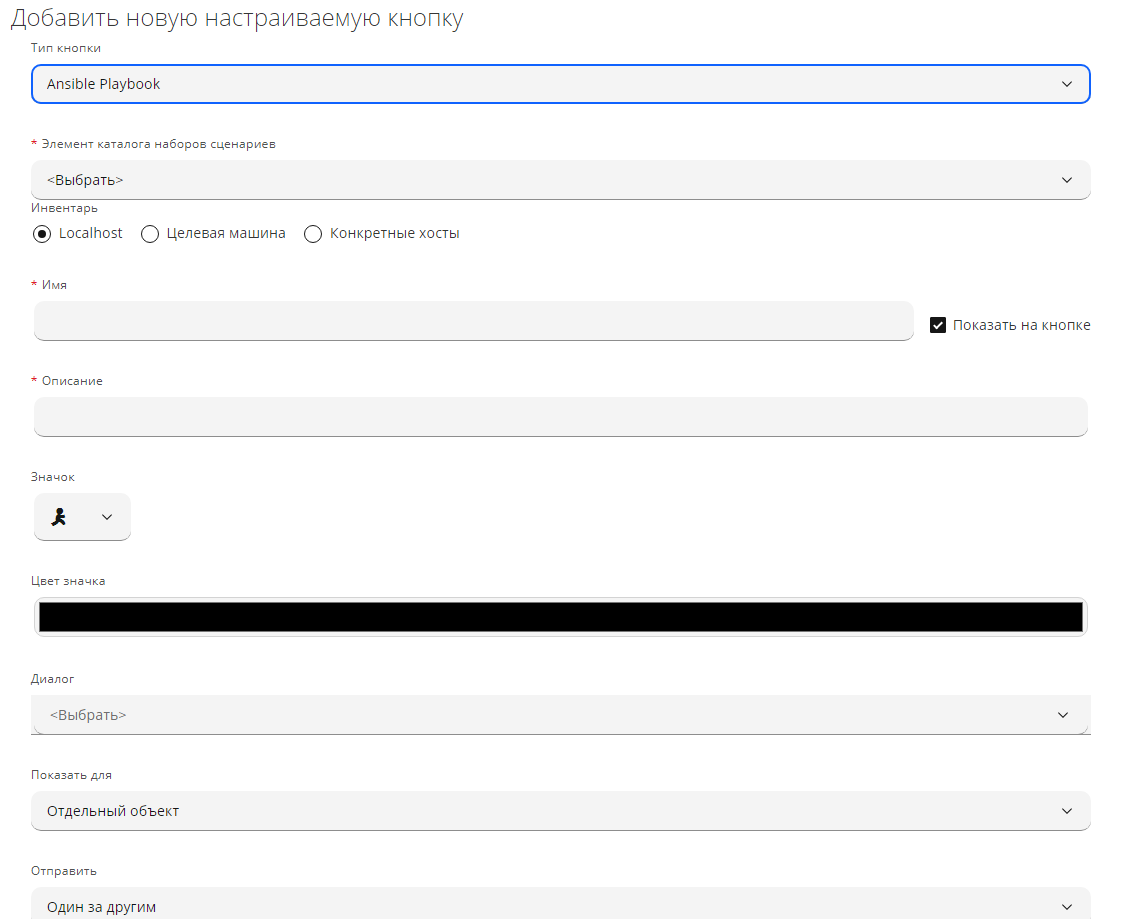 Добавить новую настраиваемую кнопку
Тип кнопки
Ansible Playbook
* Элемент каталога наборов сценариев
<Выбрать>
Инвентарь
Localhost Целевая машина Конкретные хосты
* Имя
Показать на кнопке
* Описание
Значок
Цвет значка
Диалог
<Выбрать>
Показать для
Отдельный объект
Отправить
Один за другим